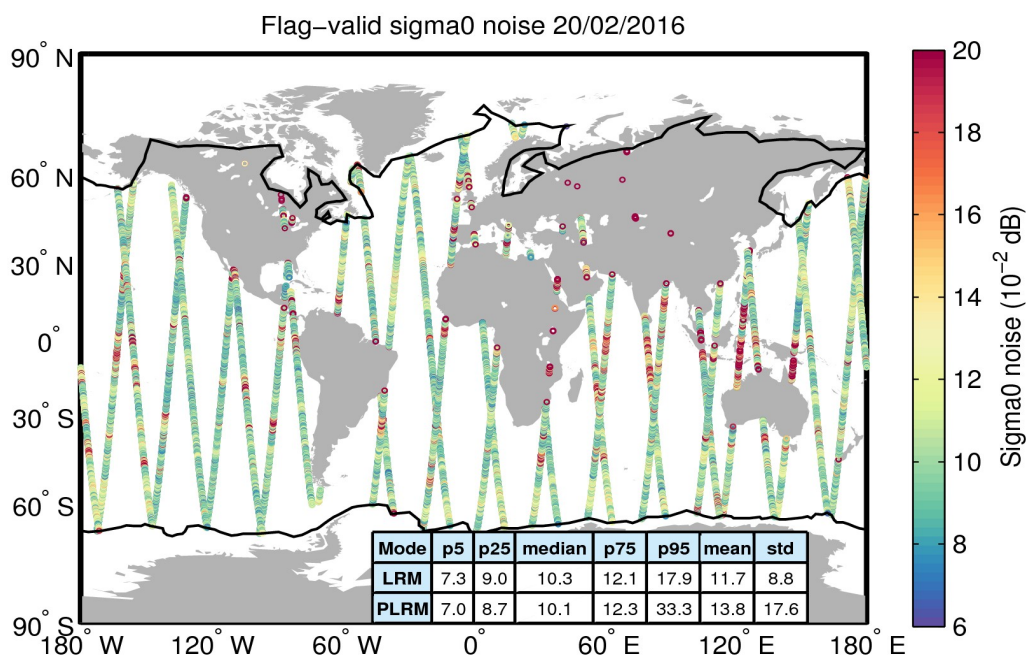 Flag−valid sigma0 noise 20/02/2016
90° N
60° N
30° N
0°
30° S
60° S
90° S
180° W
120° W
60° W
0°
60° E
120° E
180° E
Mode p5 p25 median p75 p95 mean std
LRM 7.3 9.0 10.3 12.1 17.9 11.7 8.8
PLRM 7.0 8.7 10.1 12.3 33.3 13.8 17.6
20
18
16
14
12
10
8
6
Sigma0 noise (10⁻² dB)